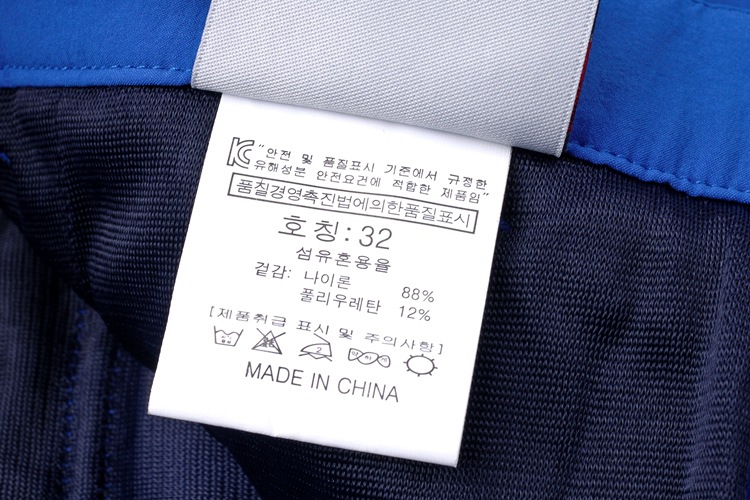 KC "안전 및 품질표시 기준에서 규정한
유해성분 안전요건에 적합한 제품임"
품질경영촉진법에의한품질표시
호칭:32
섬유혼용율
겉감: 나이론 88%
폴리우레탄 12%
[제품취급 표시 및 주의사항]
MADE IN CHINA